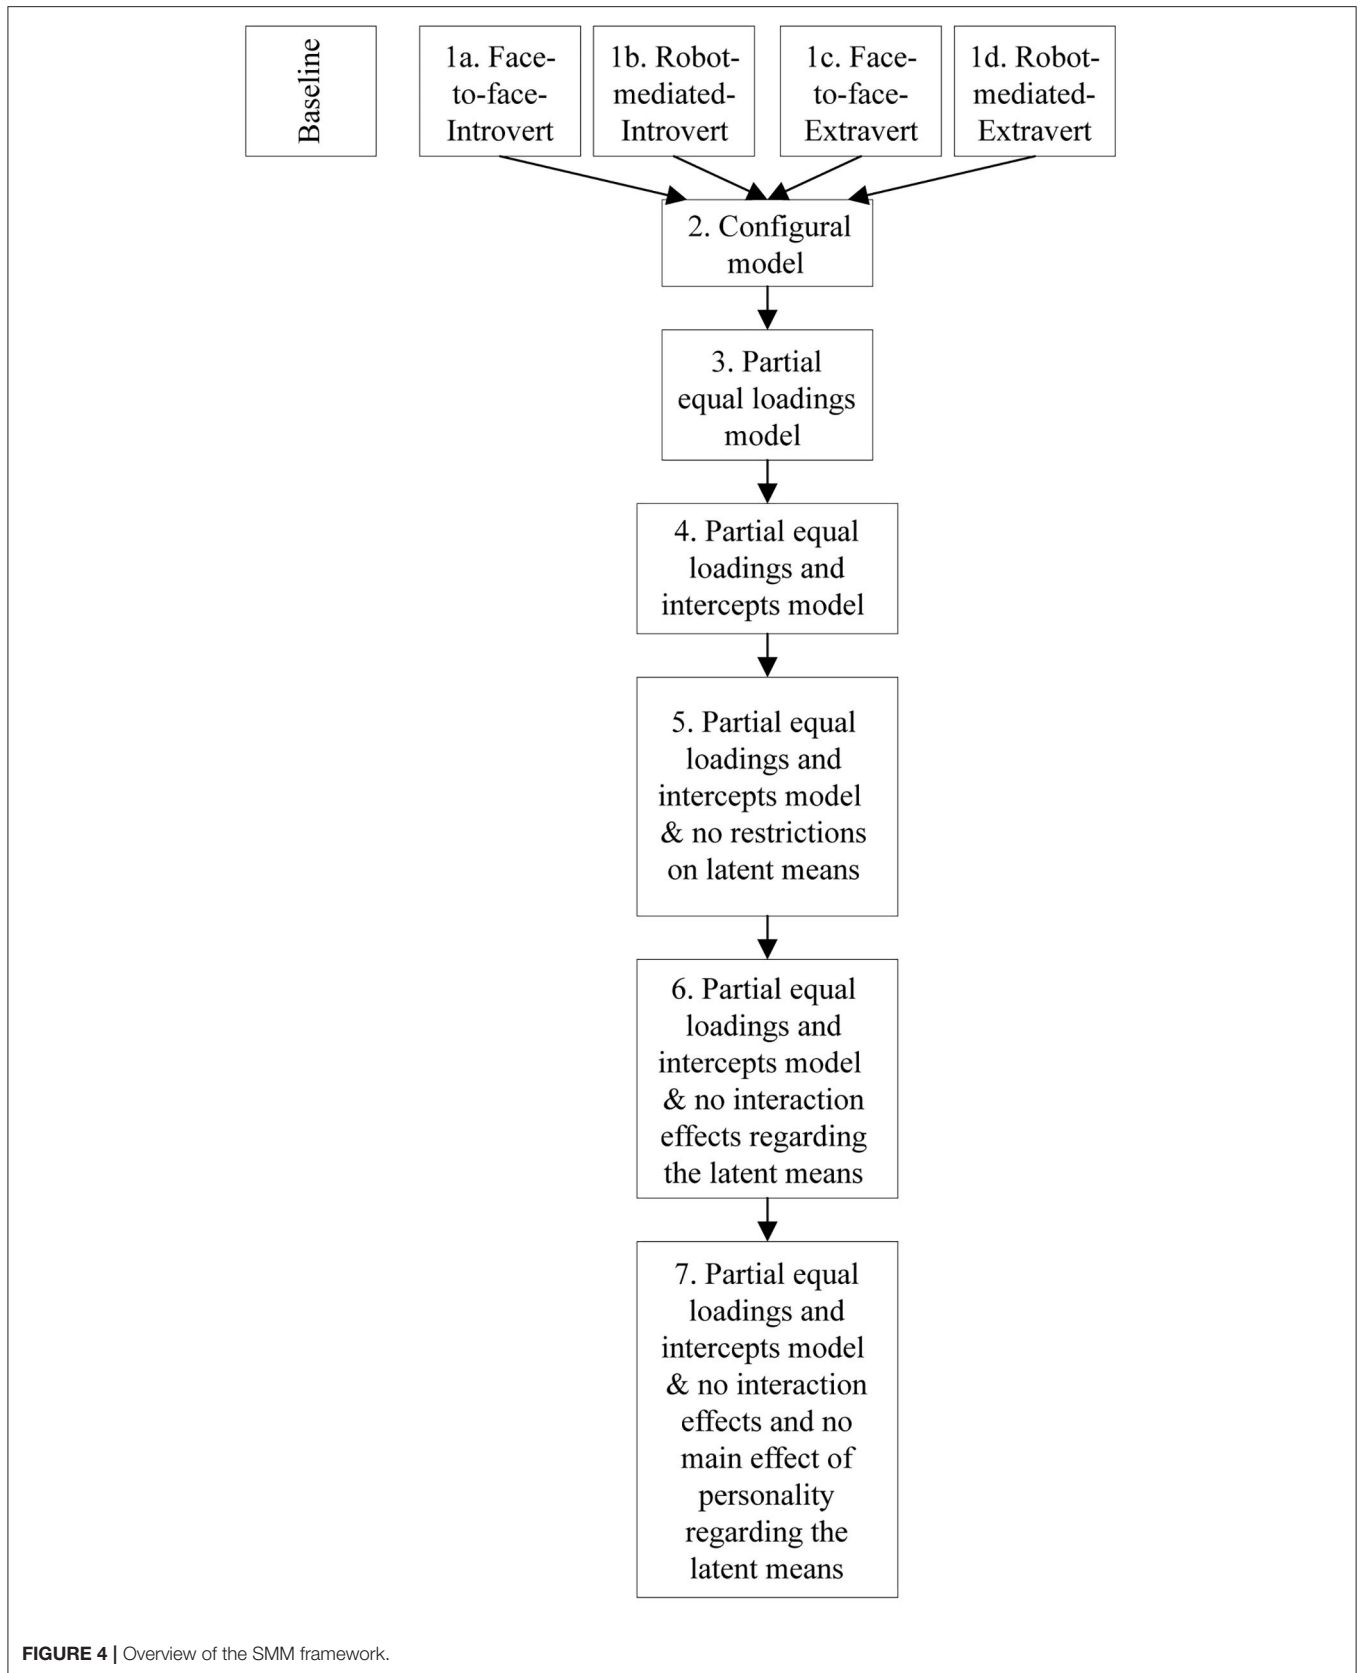 Baseline
1a. Face-
to-face-
Introvert
1b. Robot-
mediated-
Introvert
1c. Face-
to-face-
Extravert
1d. Robot-
mediated-
Extravert
2. Configural
model
3. Partial
equal loadings
model
4. Partial equal
loadings and
intercepts model
5. Partial equal
loadings and
intercepts model
& no restrictions
on latent means
6. Partial equal
loadings and
intercepts model
& no interaction
effects regarding
the latent means
7. Partial equal
loadings and
intercepts model
& no interaction
effects and no
main effect of
personality
regarding the
latent means
FIGURE 4 | Overview of the SMM framework.